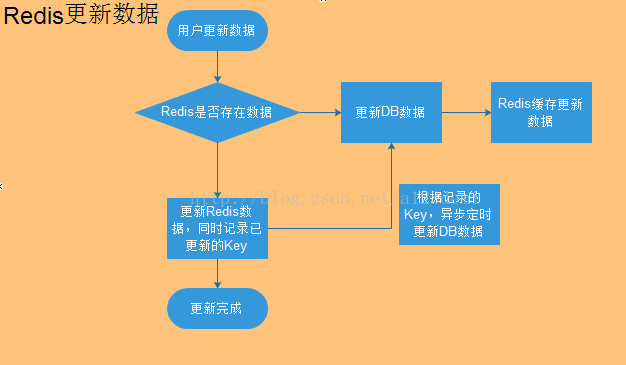 Redis更新数据
用户更新数据
Redis是否存在数据
更新DB数据
Redis缓存更新
数据
http://blog.csdn.net/al
更新Redis数
据，同时记录已
更新的Key
根据记录的
Key，异步定时
更新DB数据
更新完成